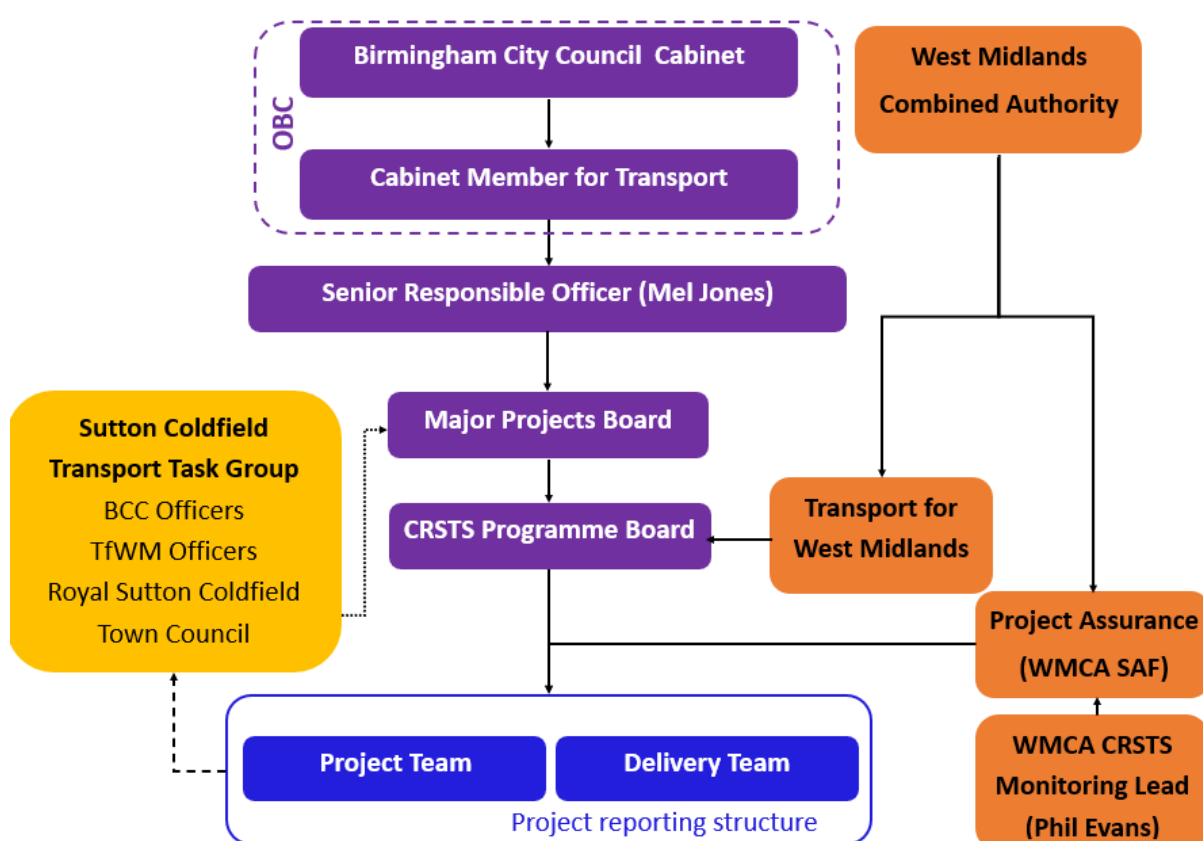 Birmingham City Council Cabinet
OBC
Cabinet Member for Transport
West Midlands
Combined Authority
Senior Responsible Officer (Mel Jones)
Major Projects Board
Sutton Coldfield
Transport Task Group
BCC Officers
TfWM Officers
Royal Sutton Coldfield
Town Council
CRSTS Programme Board
Transport for
West Midlands
Project Assurance
(WMCA SAF)
WMCA CRSTS
Monitoring Lead
(Phil Evans)
Project Team
Delivery Team
Project reporting structure